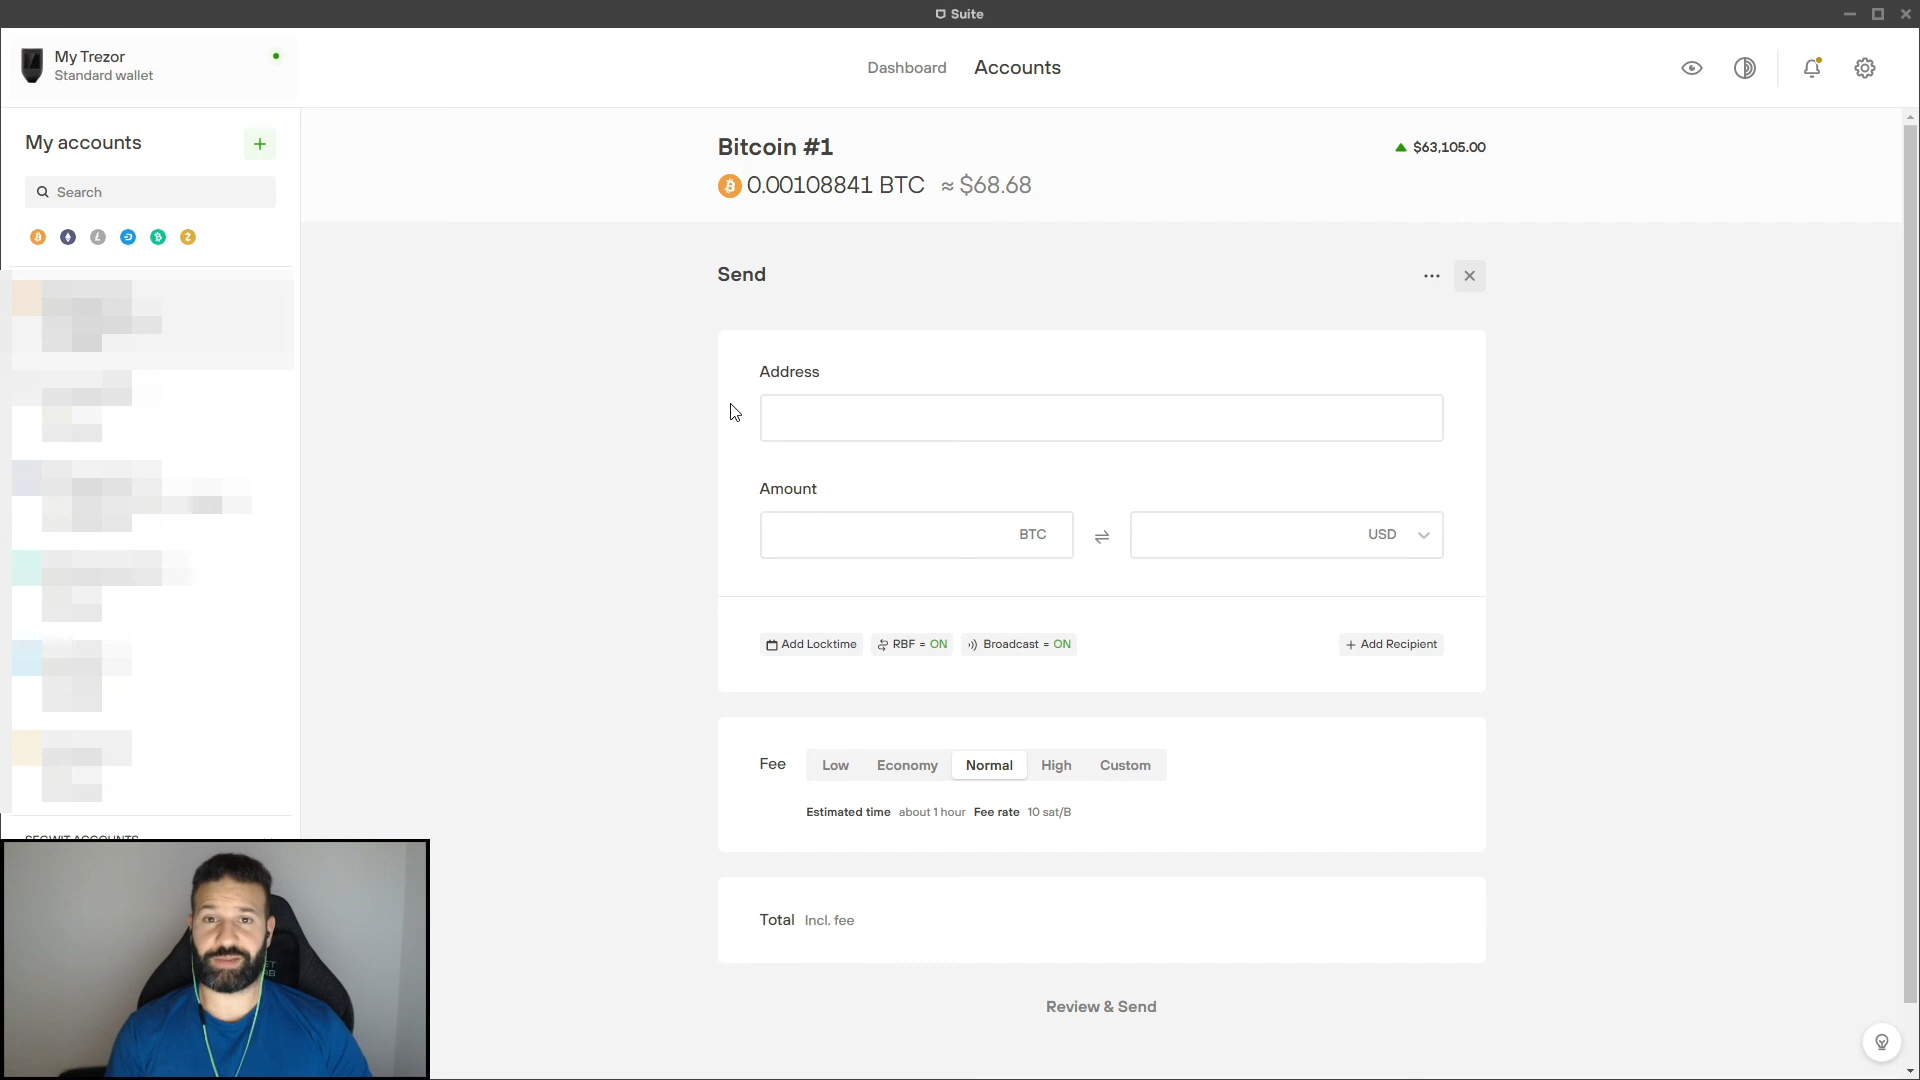 Suite
My Trezor
Standard wallet
Dashboard
Accounts
My accounts
Search
Bitcoin #1
$63,105.00
0.00108841 BTC ≈ $68.68
Send
Address
Amount
BTC
USD
Add Locktime
RBF = ON
Broadcast = ON
+ Add Recipient
Fee
Low
Economy
Normal
High
Custom
Estimated time about 1 hour Fee rate 10 sat/B
SEGWIT ACCOUNTS
Total Incl. fee
Review & Send